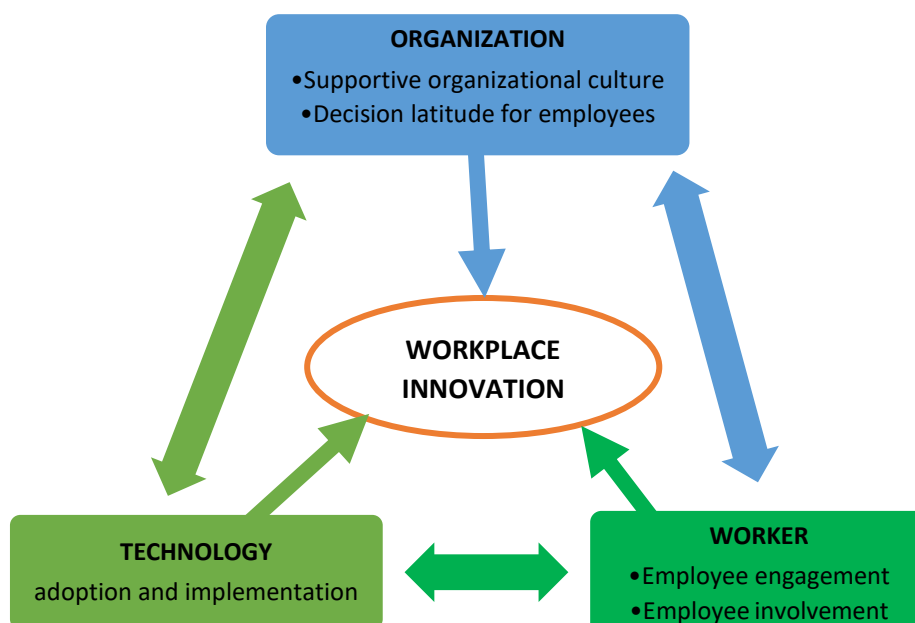 ORGANIZATION
•Supportive organizational culture
•Decision latitude for employees
WORKPLACE
INNOVATION
TECHNOLOGY
adoption and implementation
WORKER
•Employee engagement
•Employee involvement